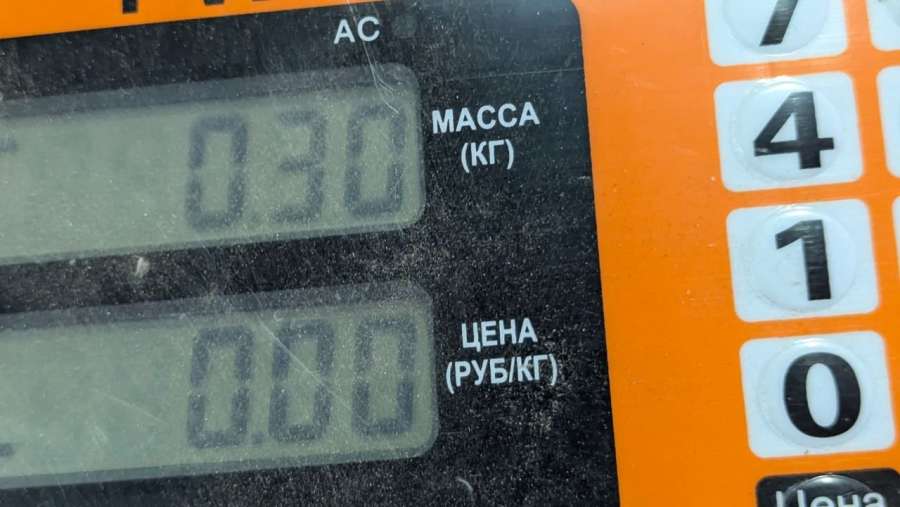 AC
0.30
МАССА
(КГ)
0.00
ЦЕНА
(РУБ/КГ)
7
4
1
0
Цена